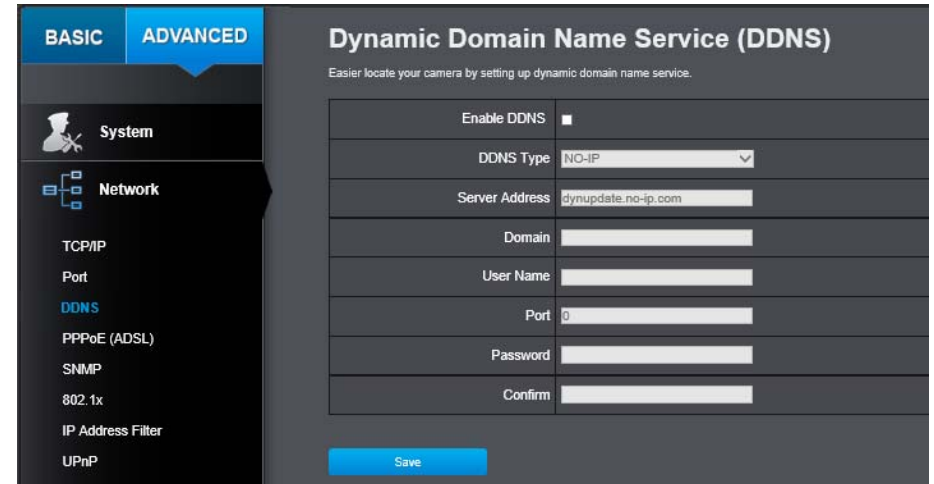 BASIC
ADVANCED
System
Network
TCP/IP
Port
DDNS
PPPoE (ADSL)
SNMP
802.1x
IP Address Filter
UPnP
Dynamic Domain Name Service (DDNS)
Easier locate your camera by setting up dynamic domain name service.
Enable DDNS
DDNS Type NO-IP
Server Address dynupdate.no-ip.com
Domain
User Name
Port 0
Password
Confirm
Save